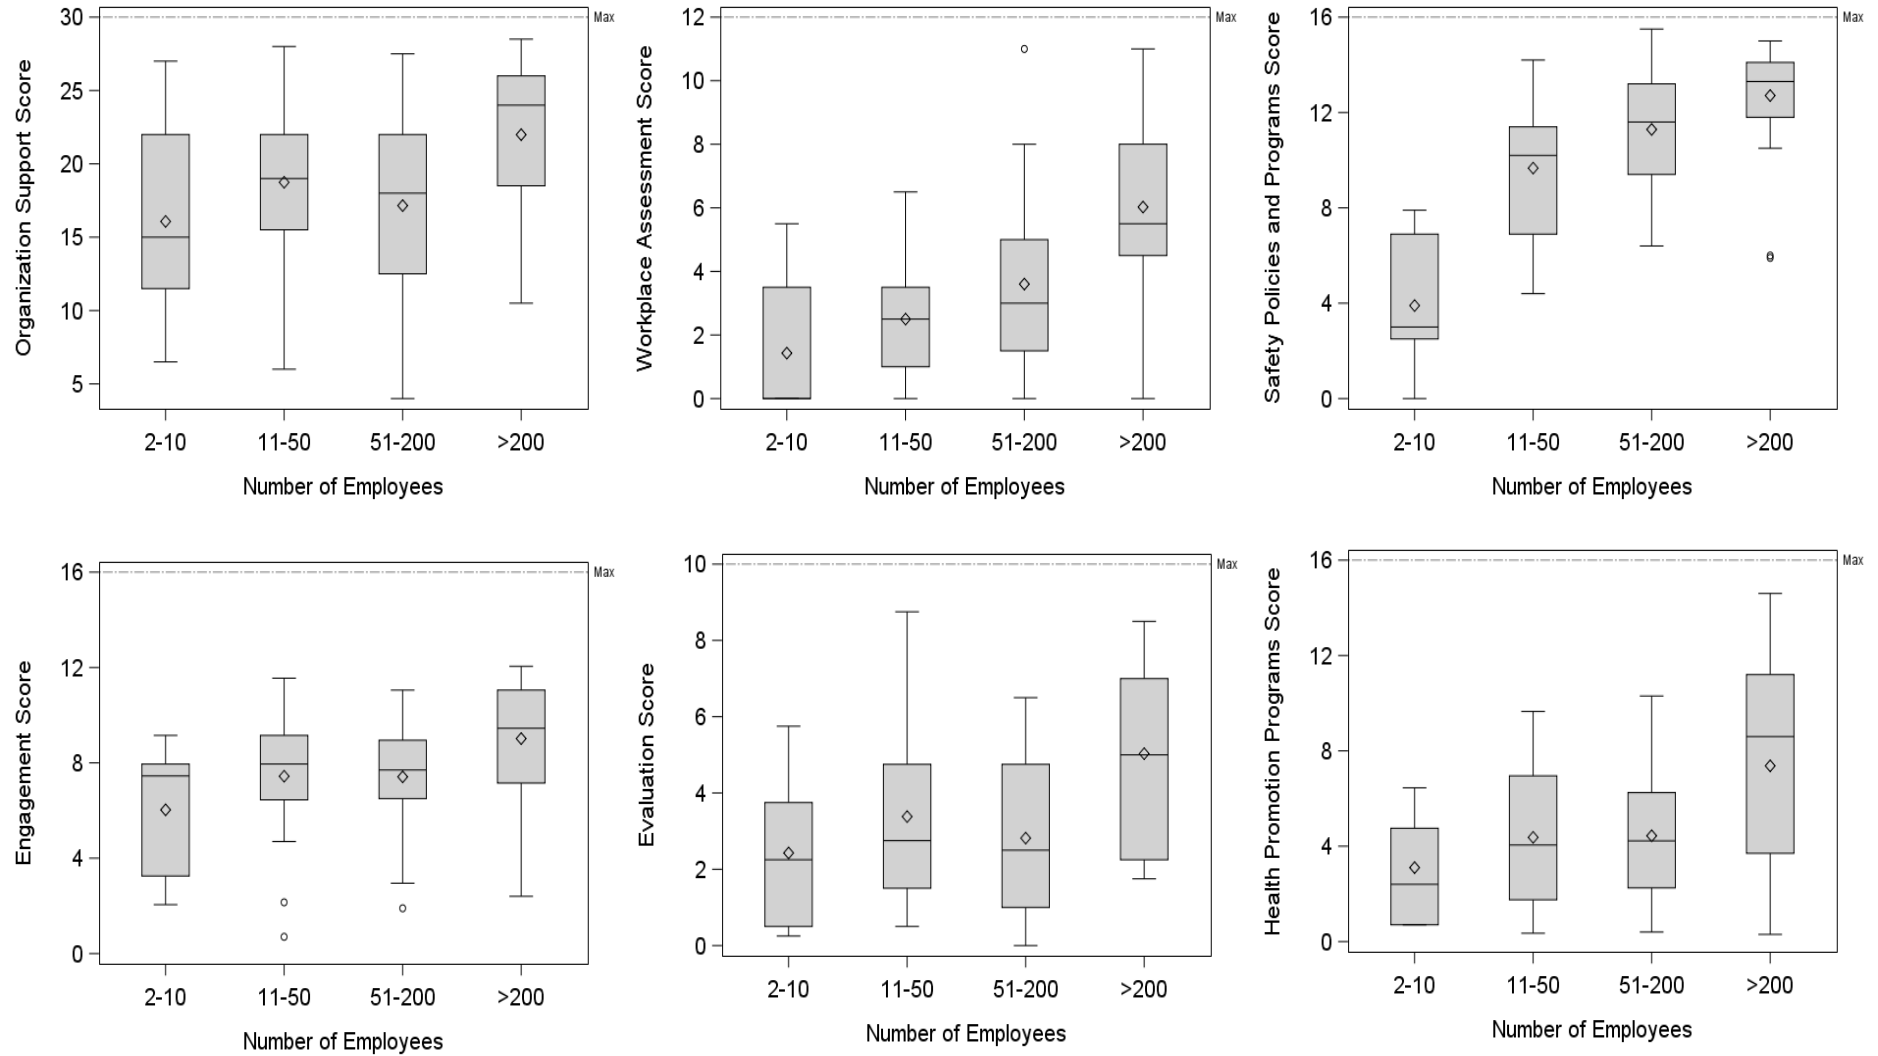 Organization Support Score
30
25
20
15
10
5
Max
2-10 11-50 51-200 >200
Number of Employees
Workplace Assessment Score
12
10
8
6
4
2
0
Max
2-10 11-50 51-200 >200
Number of Employees
Safety Policies and Programs Score
16
12
8
4
0
Max
2-10 11-50 51-200 >200
Number of Employees
Engagement Score
16
12
8
4
0
Max
2-10 11-50 51-200 >200
Number of Employees
Evaluation Score
10
8
6
4
2
0
Max
2-10 11-50 51-200 >200
Number of Employees
Health Promotion Programs Score
16
12
8
4
0
Max
2-10 11-50 51-200 >200
Number of Employees